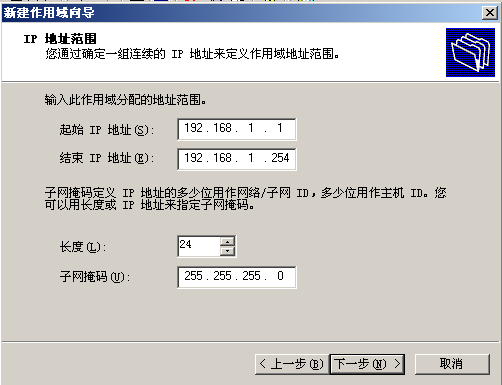 新建作用域向导
IP 地址范围
您通过确定一组连续的 IP 地址来定义作用域地址范围。
输入此作用域分配的地址范围。
起始 IP 地址(S): 192.168. 1 . 1
结束 IP 地址(E): 192.168. 1 .254
子网掩码定义 IP 地址的多少位用作网络/子网 ID，多少位用作主机 ID。您
可以用长度或 IP 地址来指定子网掩码。
长度(L): 24
子网掩码(U): 255.255.255. 0
< 上一步(B) 下一步(N) > 取消